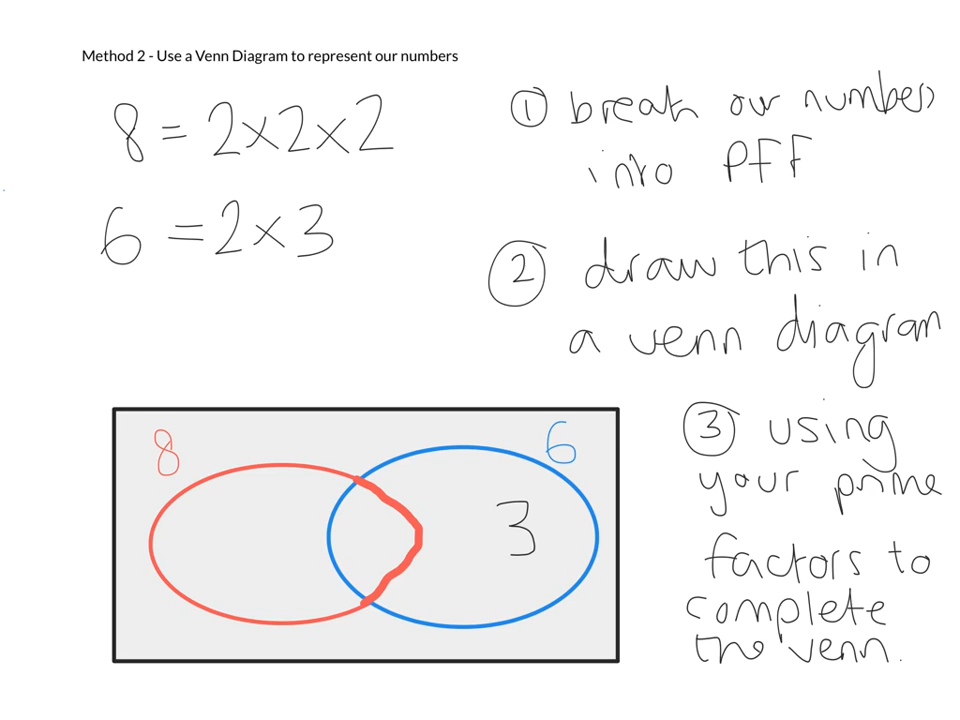 Method 2 - Use a Venn Diagram to represent our numbers
8 = 2×2×2
6 = 2×3
① break our numbers
into PFF
② draw this in
a venn diagram
8
6
3
③ using
your prime
factors to
complete
the venn.